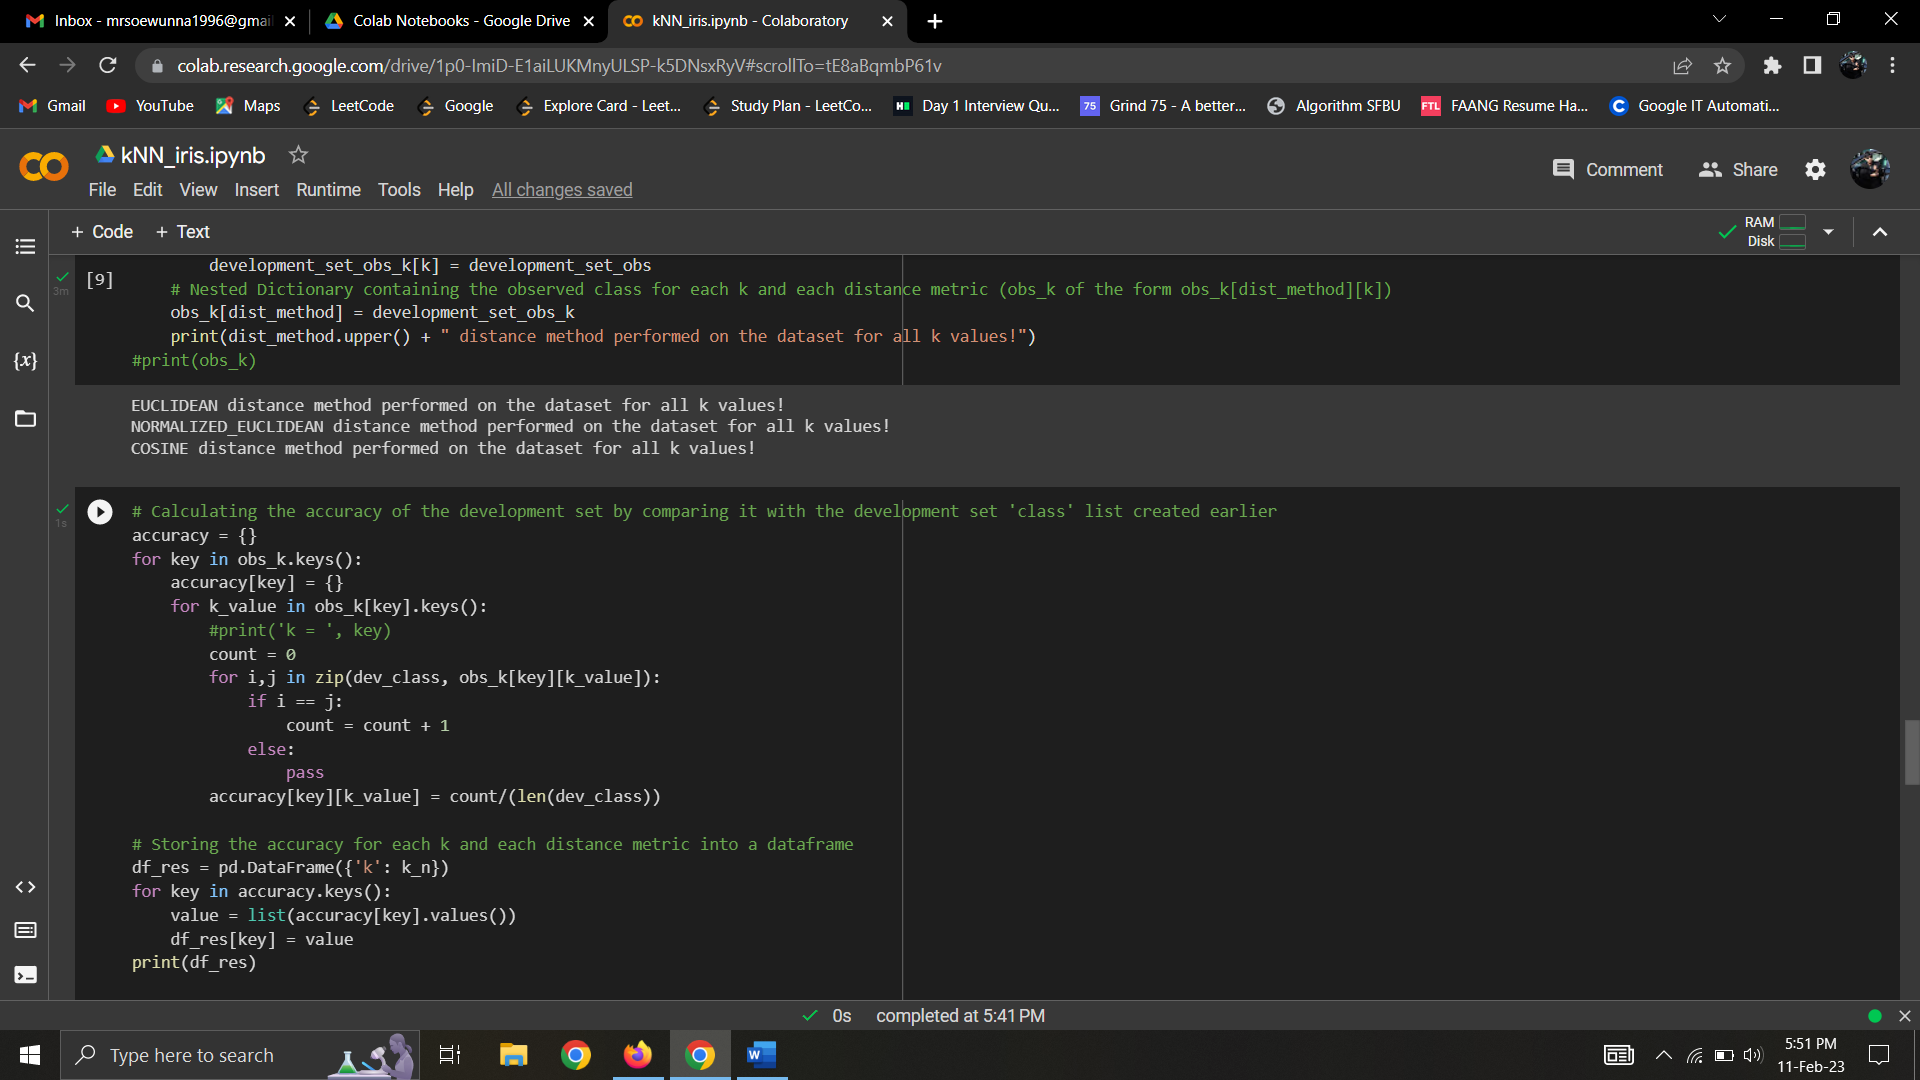 Inbox - mrsoewunna1996@gmai
Colab Notebooks - Google Drive
kNN_iris.ipynb - Colaboratory
colab.research.google.com/drive/1p0-ImiD-E1aiLUKMnyULSP-k5DNsxRyV#scrollTo=tE8aBqmbP61v
Gmail YouTube Maps LeetCode Google Explore Card - Leet... Study Plan - LeetCo... Day 1 Interview Qu... 75 Grind 75 - A better... Algorithm SFBU FTL FAANG Resume Ha... Google IT Automati...
kNN_iris.ipynb
Comment Share
File Edit View Insert Runtime Tools Help All changes saved
+ Code + Text
RAM
Disk
development_set_obs_k[k] = development_set_obs
[9]
3m
# Nested Dictionary containing the observed class for each k and each distance metric (obs_k of the form obs_k[dist_method][k])
obs_k[dist_method] = development_set_obs_k
print(dist_method.upper() + " distance method performed on the dataset for all k values!")
#print(obs_k)
EUCLIDEAN distance method performed on the dataset for all k values!
NORMALIZED_EUCLIDEAN distance method performed on the dataset for all k values!
COSINE distance method performed on the dataset for all k values!
1s
# Calculating the accuracy of the development set by comparing it with the development set 'class' list created earlier
accuracy = {}
for key in obs_k.keys():
accuracy[key] = {}
for k_value in obs_k[key].keys():
#print('k = ', key)
count = 0
for i,j in zip(dev_class, obs_k[key][k_value]):
if i == j:
count = count + 1
else:
pass
accuracy[key][k_value] = count/(len(dev_class))
# Storing the accuracy for each k and each distance metric into a dataframe
df_res = pd.DataFrame({'k': k_n})
for key in accuracy.keys():
value = list(accuracy[key].values())
df_res[key] = value
print(df_res)
0s completed at 5:41 PM
Type here to search
5:51 PM
11-Feb-23